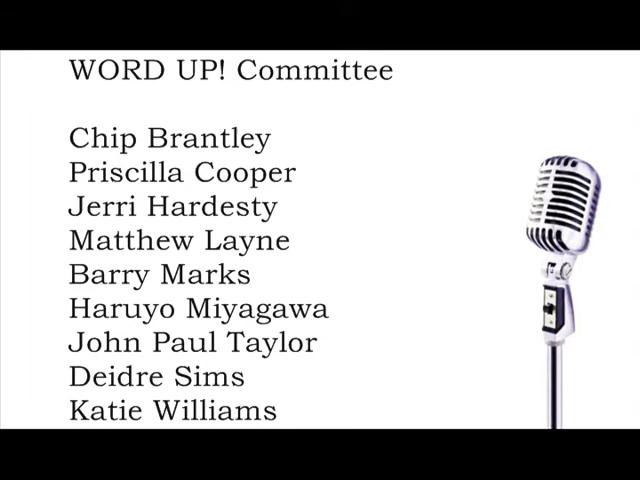 WORD UP! Committee
Chip Brantley
Priscilla Cooper
Jerri Hardesty
Matthew Layne
Barry Marks
Haruyo Miyagawa
John Paul Taylor
Deidre Sims
Katie Williams